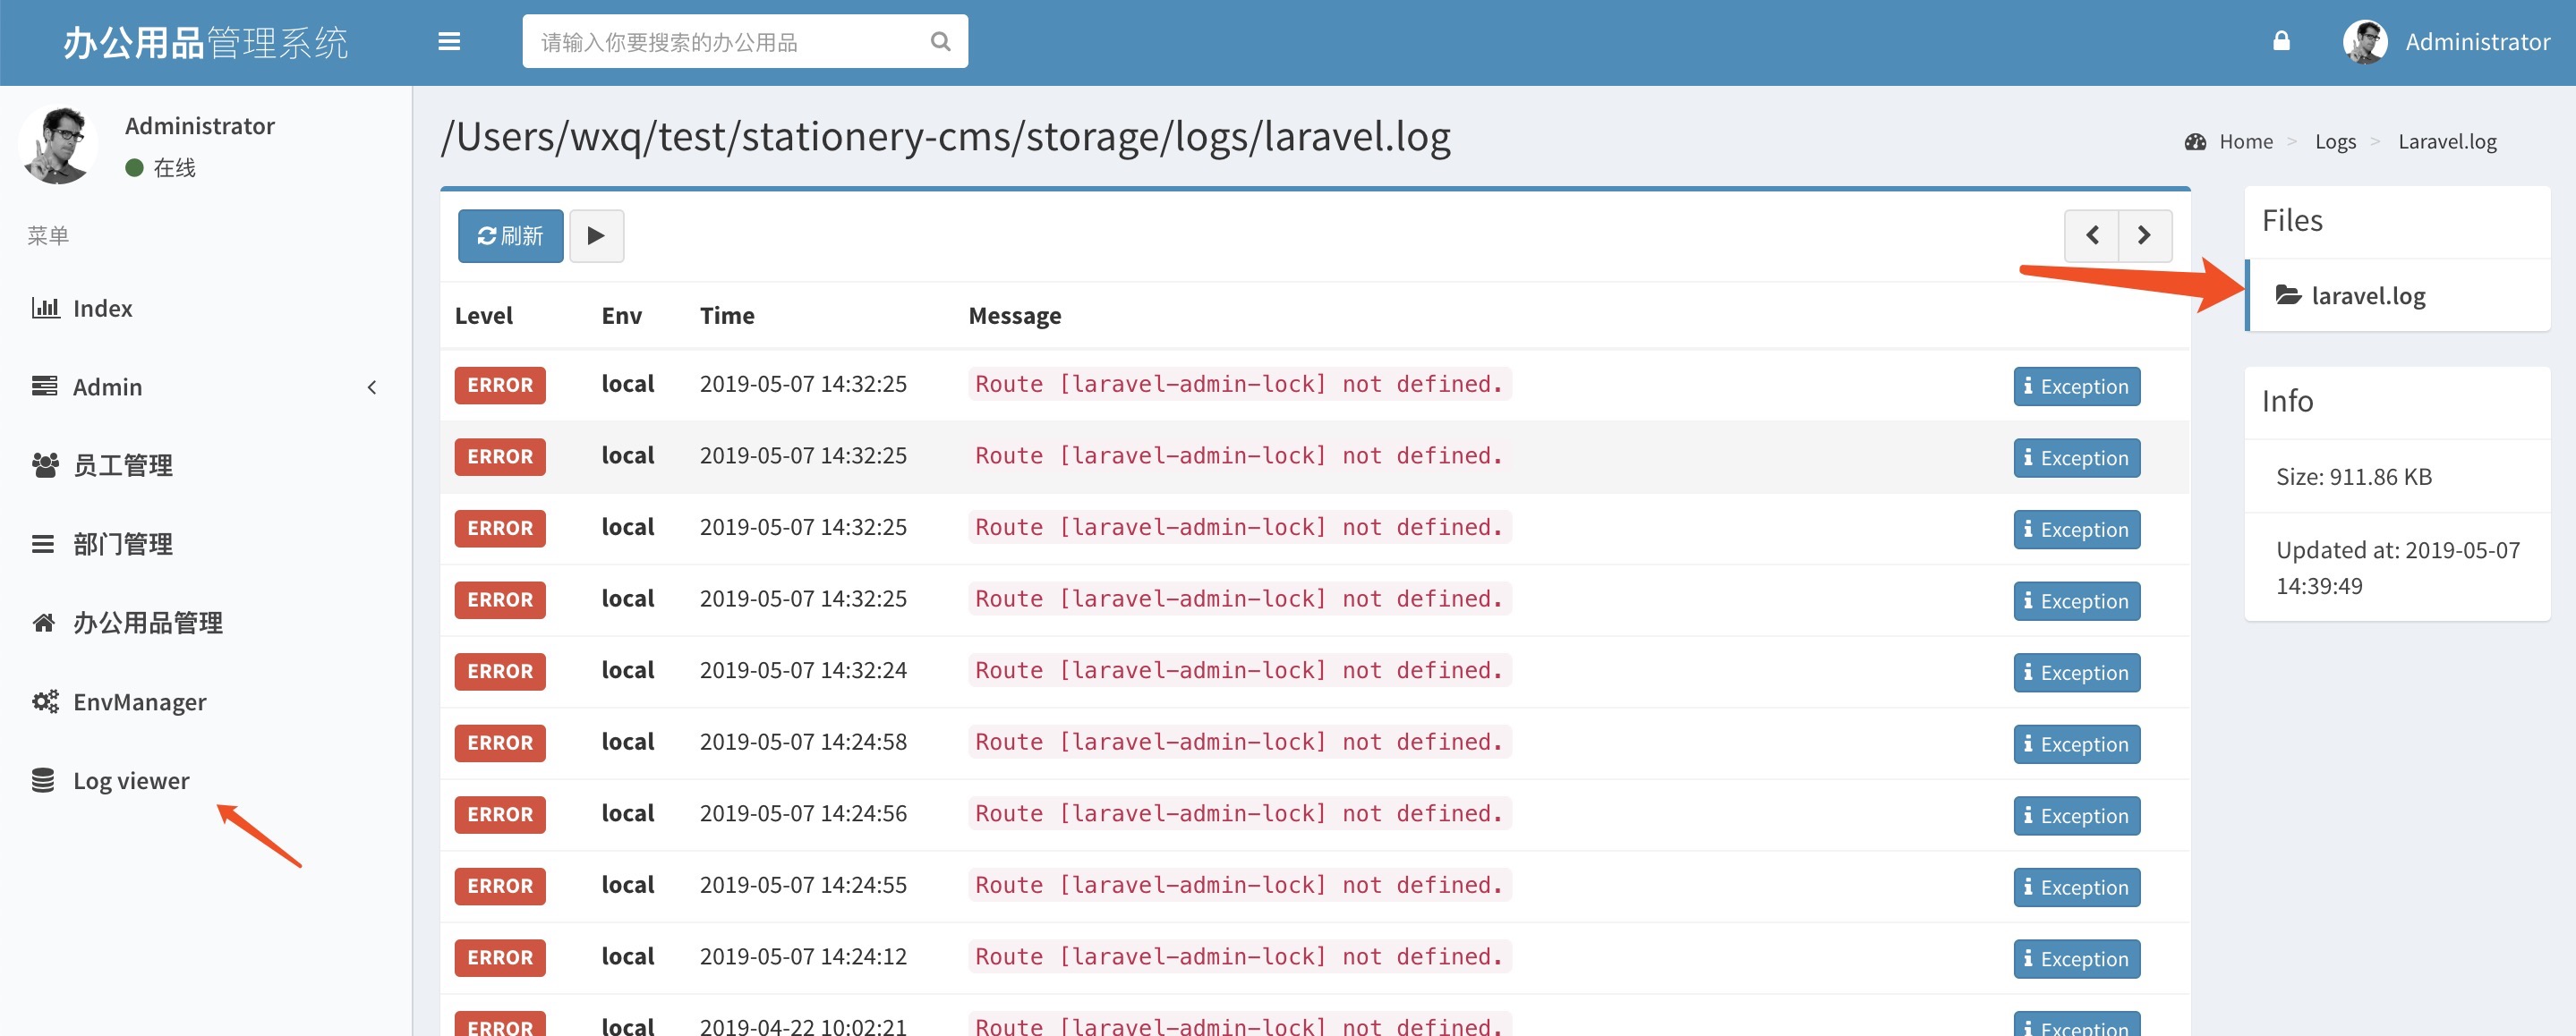 办公用品管理系统
请输入你要搜索的办公用品
Administrator
Administrator
在线
菜单
Index
Admin
员工管理
部门管理
办公用品管理
EnvManager
Log viewer
/Users/wxq/test/stationery-cms/storage/logs/laravel.log
Home > Logs > Laravel.log
刷新
Level Env Time Message
ERROR local 2019-05-07 14:32:25 Route [laravel-admin-lock] not defined. Exception
ERROR local 2019-05-07 14:32:25 Route [laravel-admin-lock] not defined. Exception
ERROR local 2019-05-07 14:32:25 Route [laravel-admin-lock] not defined. Exception
ERROR local 2019-05-07 14:32:25 Route [laravel-admin-lock] not defined. Exception
ERROR local 2019-05-07 14:32:24 Route [laravel-admin-lock] not defined. Exception
ERROR local 2019-05-07 14:24:58 Route [laravel-admin-lock] not defined. Exception
ERROR local 2019-05-07 14:24:56 Route [laravel-admin-lock] not defined. Exception
ERROR local 2019-05-07 14:24:55 Route [laravel-admin-lock] not defined. Exception
ERROR local 2019-05-07 14:24:12 Route [laravel-admin-lock] not defined. Exception
ERROR local 2019-04-22 10:02:21 Route [laravel-admin-lock] not defined. Exception
Files
laravel.log
Info
Size: 911.86 KB
Updated at: 2019-05-07
14:39:49